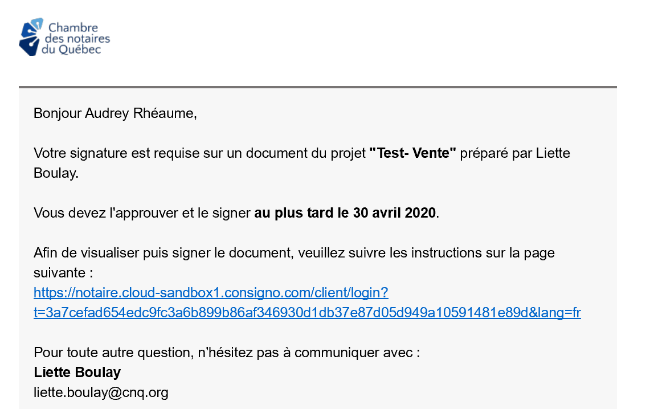 Chambre
des notaires
du Québec
Bonjour Audrey Rhéaume,
Votre signature est requise sur un document du projet "Test- Vente" préparé par Liette
Boulay.
Vous devez l'approuver et le signer au plus tard le 30 avril 2020.
Afin de visualiser puis signer le document, veuillez suivre les instructions sur la page
suivante :
https://notaire.cloud-sandbox1.consigno.com/client/login?
t=3a7cefad654edc9fc3a6b899b86af346930d1db37e87d05d949a10591481e89d&lang=fr
Pour toute autre question, n'hésitez pas à communiquer avec :
Liette Boulay
liette.boulay@cnq.org